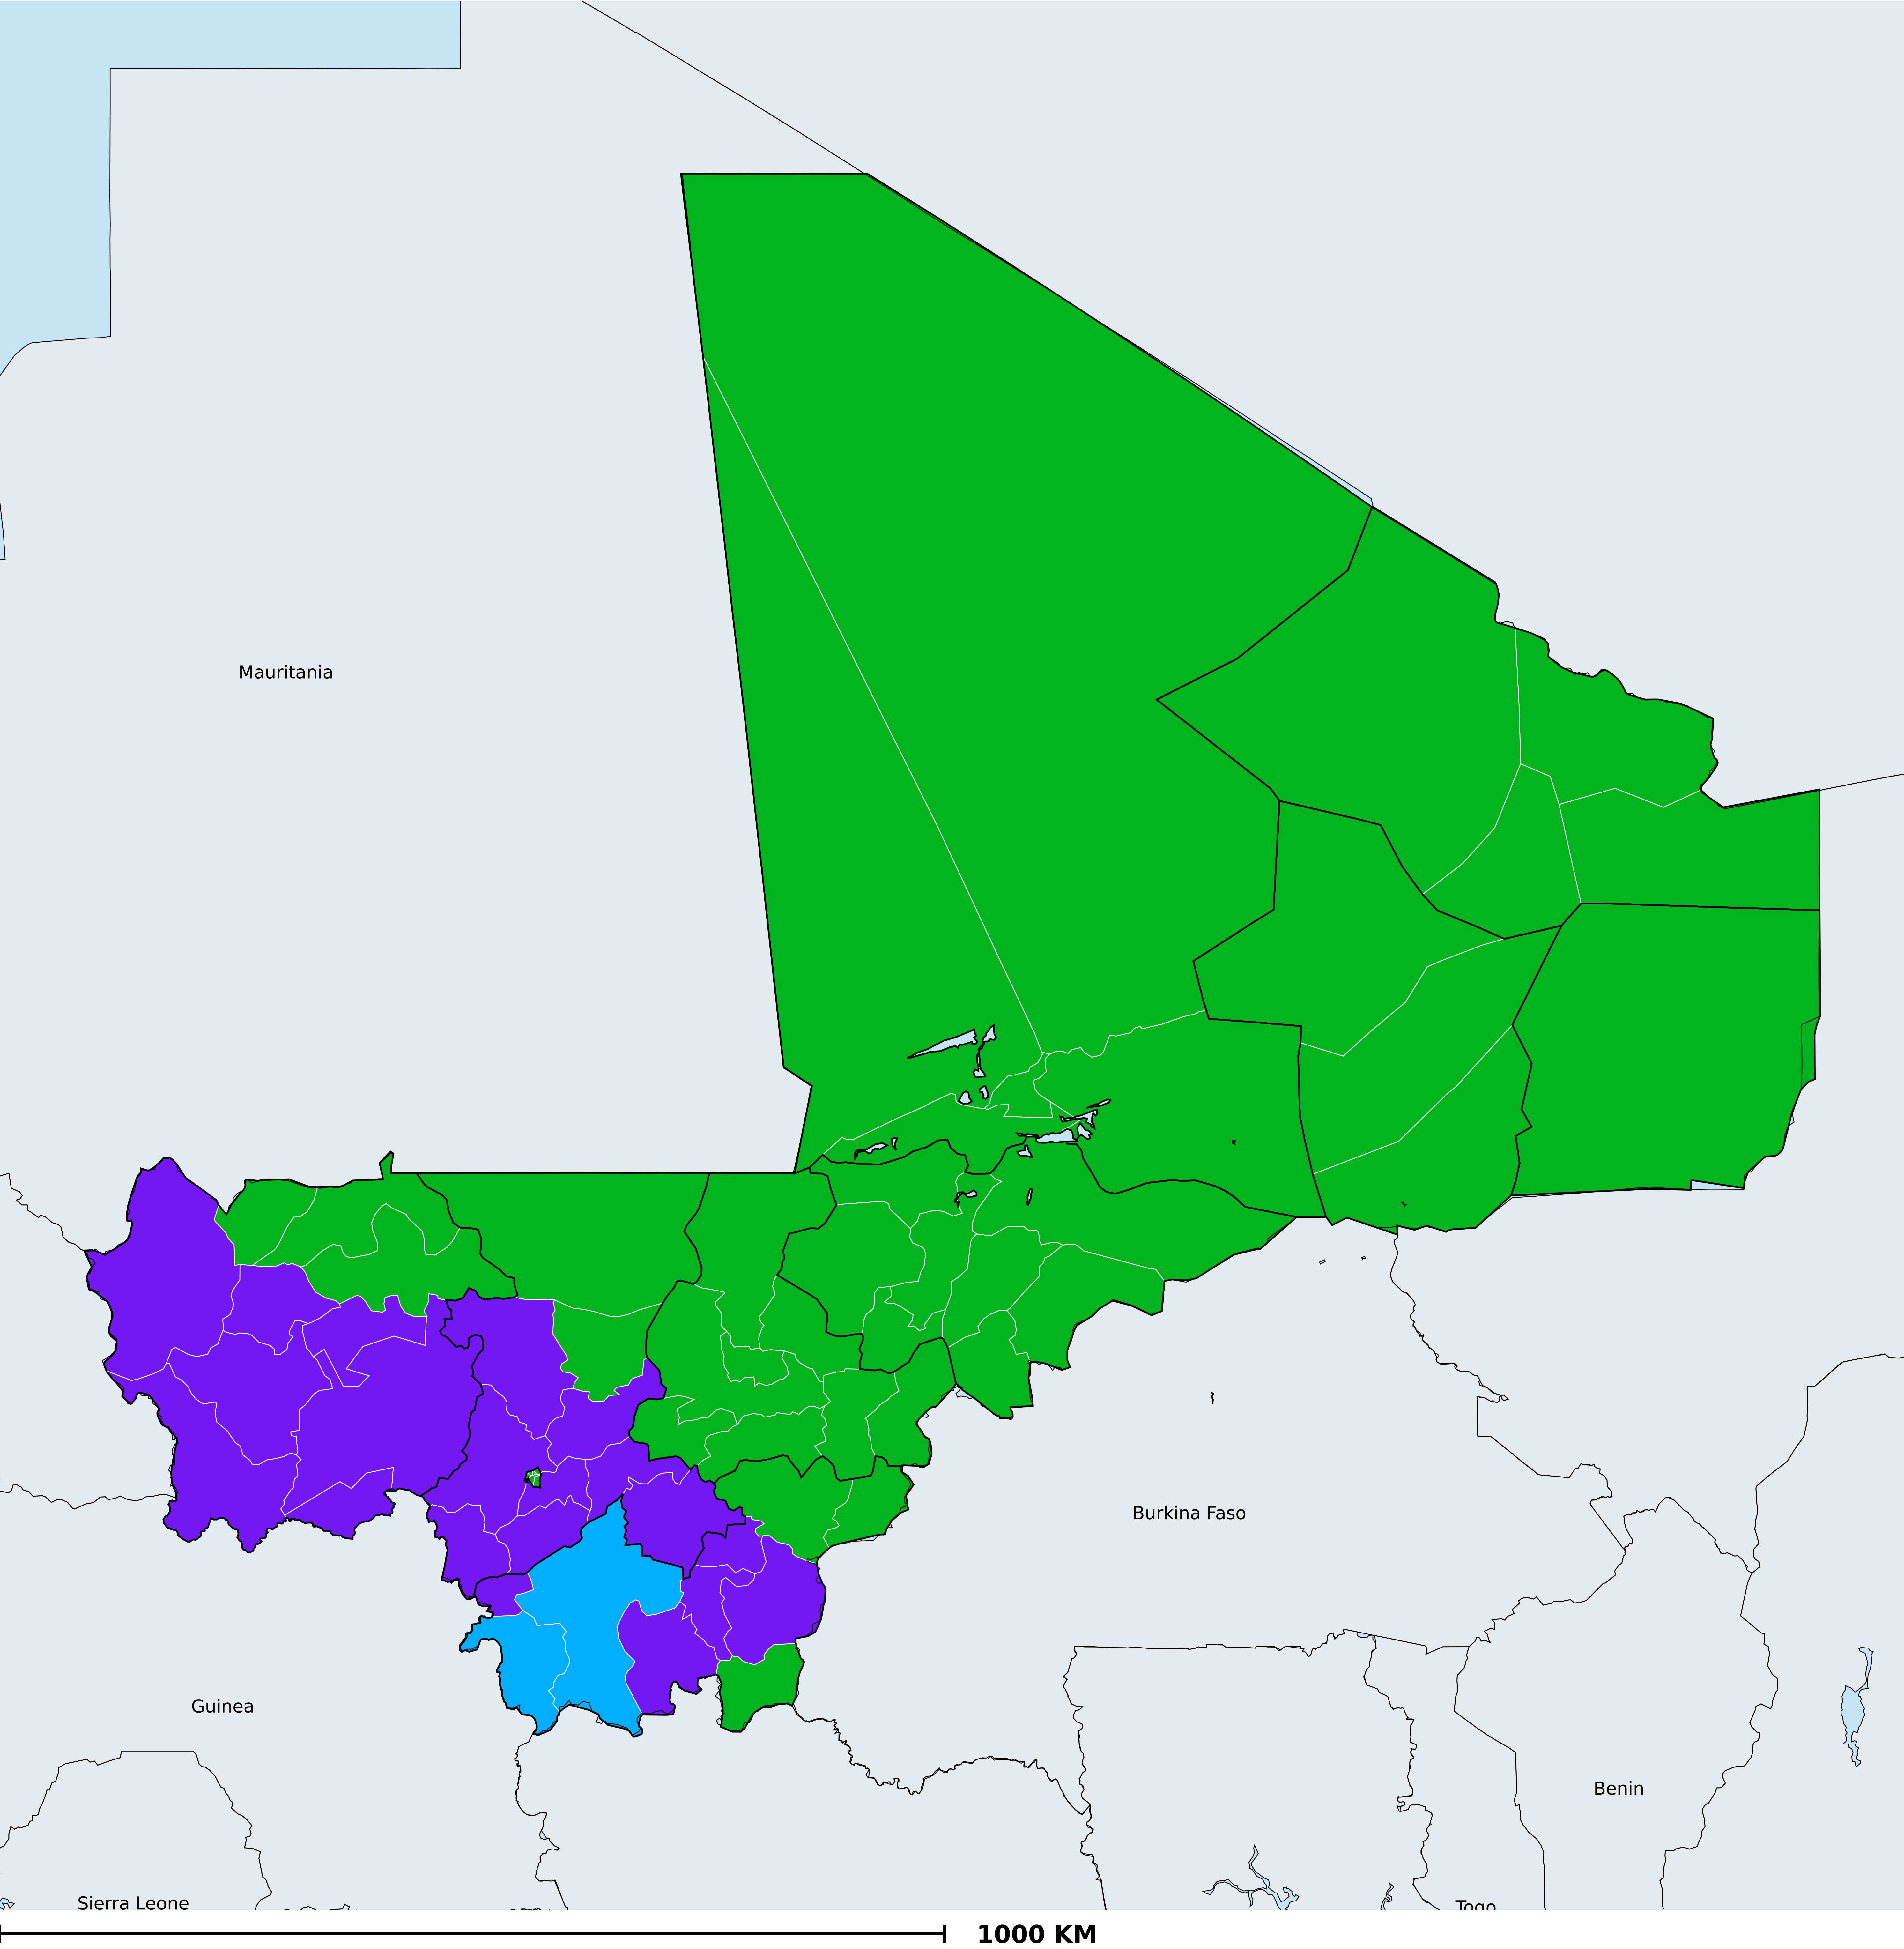 Mauritania
Burkina Faso
Guinea
Benin
Sierra Leone
Togo
1000 KM